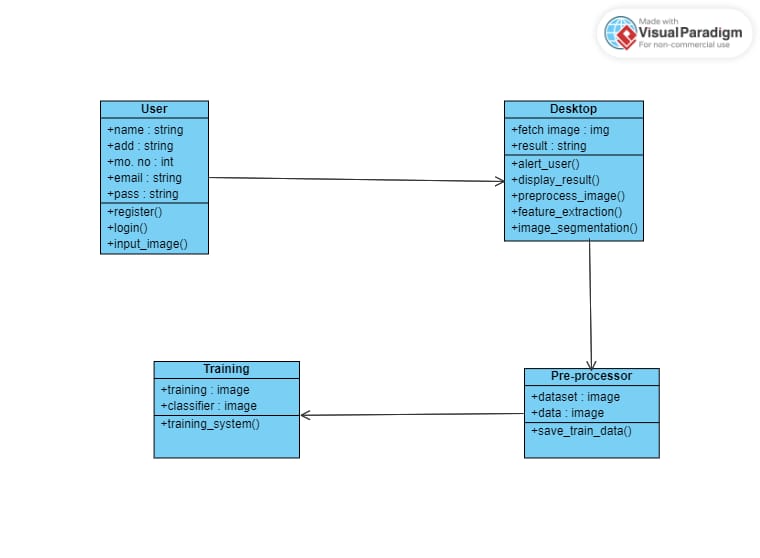 Made with
VisualParadigm
For non-commercial use
User
+name : string
+add : string
+mo. no : int
+email : string
+pass : string
+register()
+login()
+input_image()
Desktop
+fetch image : img
+result : string
+alert_user()
+display_result()
+preprocess_image()
+feature_extraction()
+image_segmentation()
Training
+training : image
+classifier : image
+training_system()
Pre-processor
+dataset : image
+data : image
+save_train_data()